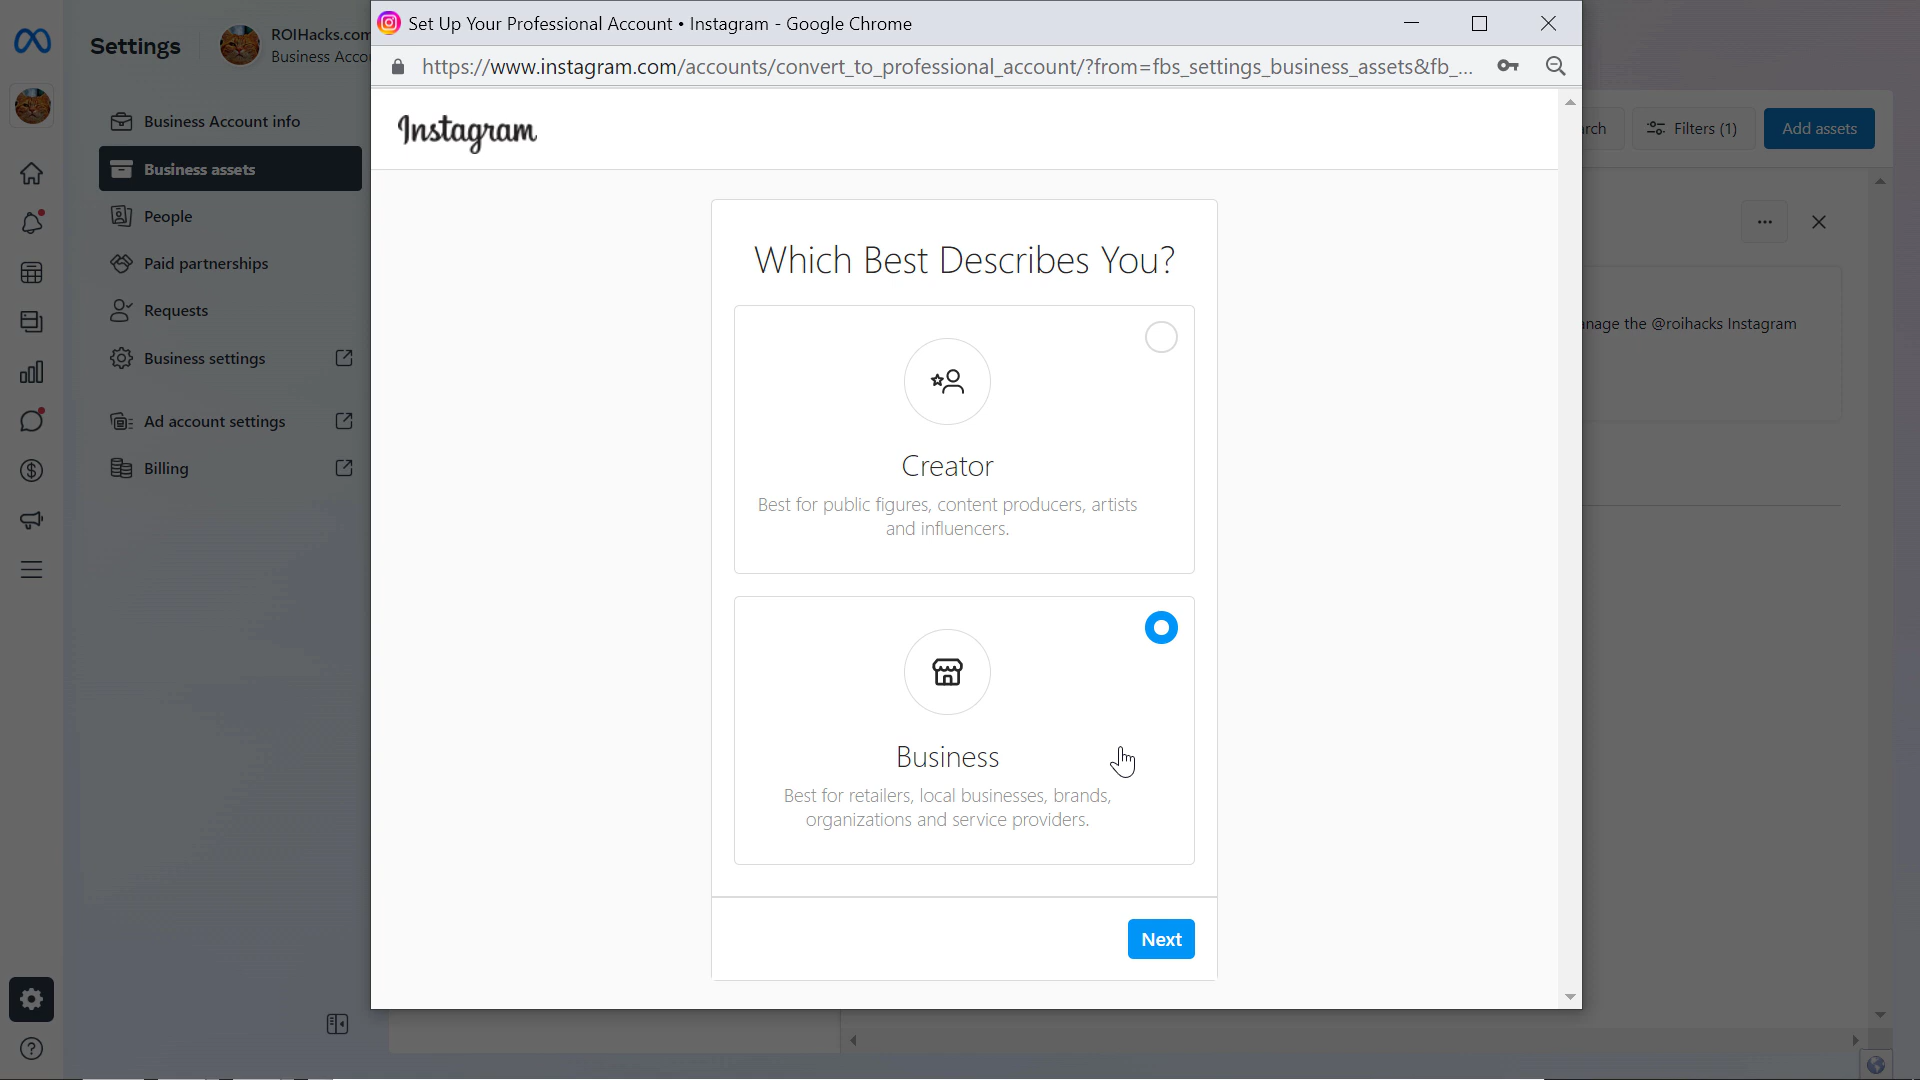 Set Up Your Professional Account • Instagram - Google Chrome
https://www.instagram.com/accounts/convert_to_professional_account/?from=fbs_settings_business_assets&fb_...
Settings
ROIHacks.com
Business Acco
Business Account info
Business assets
People
Paid partnerships
Requests
Business settings
Ad account settings
Billing
Instagram
Which Best Describes You?
Creator
Best for public figures, content producers, artists
and influencers.
Business
Best for retailers, local businesses, brands,
organizations and service providers.
Next
rch
Filters (1)
Add assets
nage the @roihacks Instagram